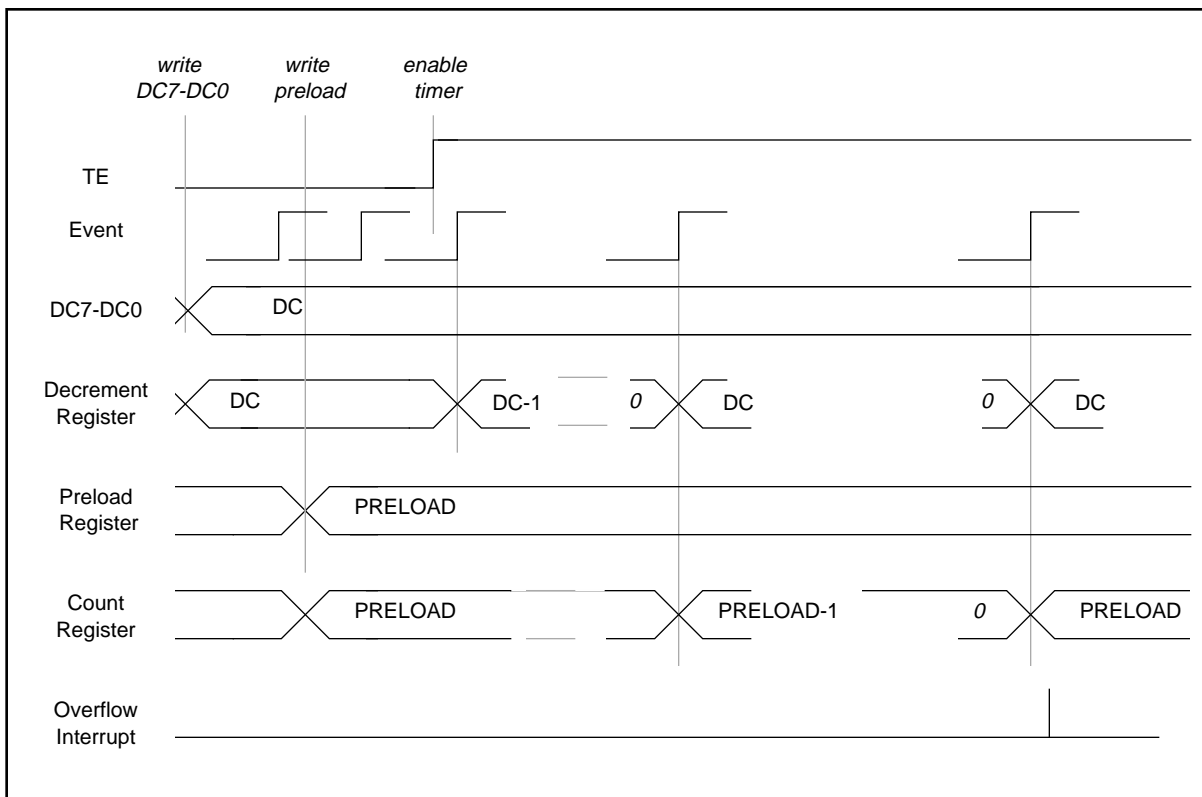 write write enable
DC7-DC0 preload timer
TE
Event
DC7-DC0 DC
Decrement
Register
DC DC-1 0 DC 0 DC
Preload
Register
PRELOAD
Count
Register
PRELOAD PRELOAD-1 0 PRELOAD
Overflow
Interrupt